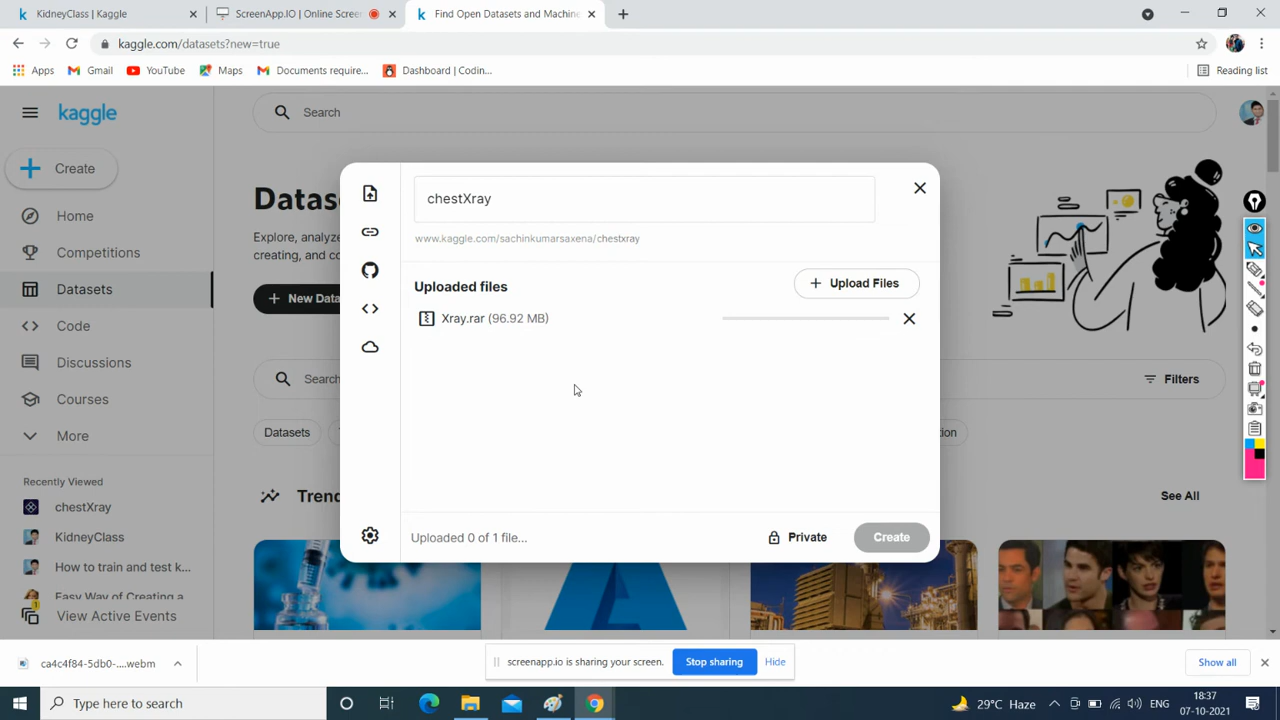 KidneyClass | Kaggle
ScreenApp.IO | Online Screen
Find Open Datasets and Machine
kaggle.com/datasets?new=true
Apps
Gmail
YouTube
Maps
Documents require...
Dashboard | Codin...
Reading list
kaggle
Search
Create
Home
Competitions
Datasets
Code
Discussions
Courses
More
Recently Viewed
chestXray
KidneyClass
How to train and test k...
Easy Way of Creating a
View Active Events
Datas
Explore, analyze
creating, and co
New Data
Search
Filters
Datasets
tion
Trend
See All
chestXray
www.kaggle.com/sachinkumarsaxena/chestxray
Uploaded files
Upload Files
Xray.rar (96.92 MB)
Uploaded 0 of 1 file...
Private
Create
ca4c4f84-5db0-....webm
screenapp.io is sharing your screen.
Stop sharing
Hide
Show all
Type here to search
29°C Haze
18:37
07-10-2021